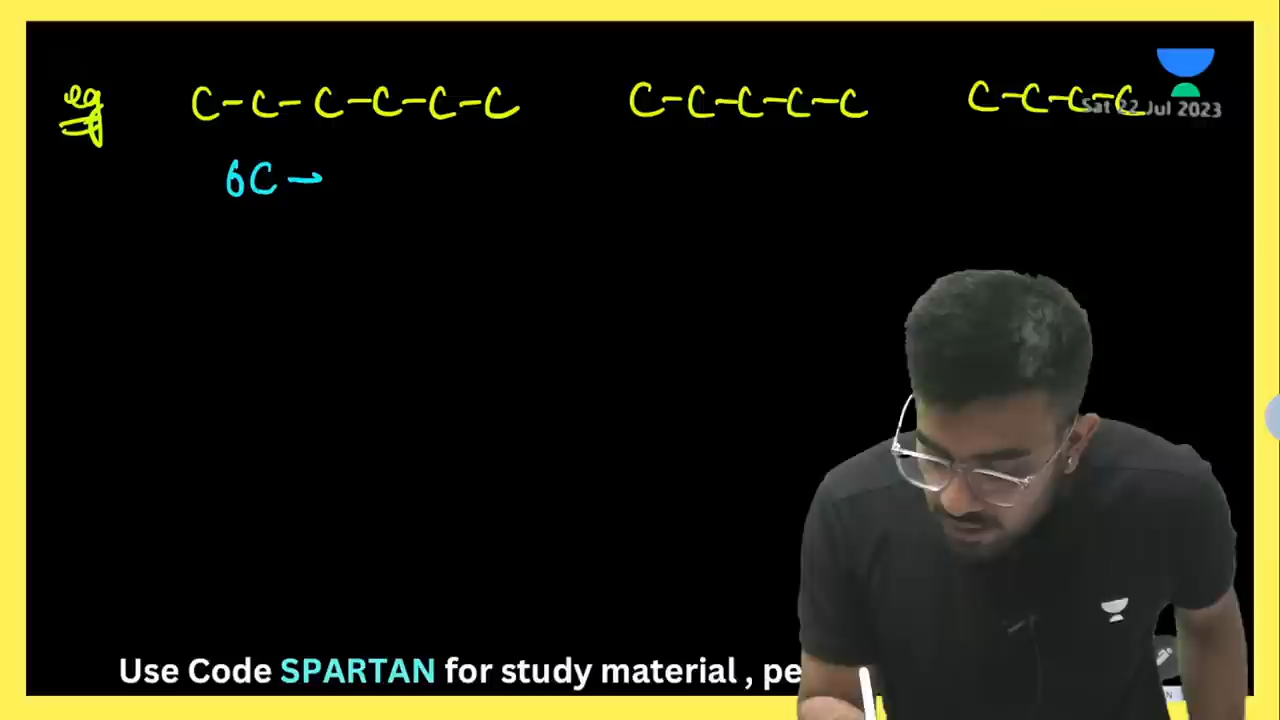 eg C-C-C-C-C-C C-C-C-C-C C-C-C-C
Sat 22 Jul 2023
6C →
Use Code SPARTAN for study material , pe
N